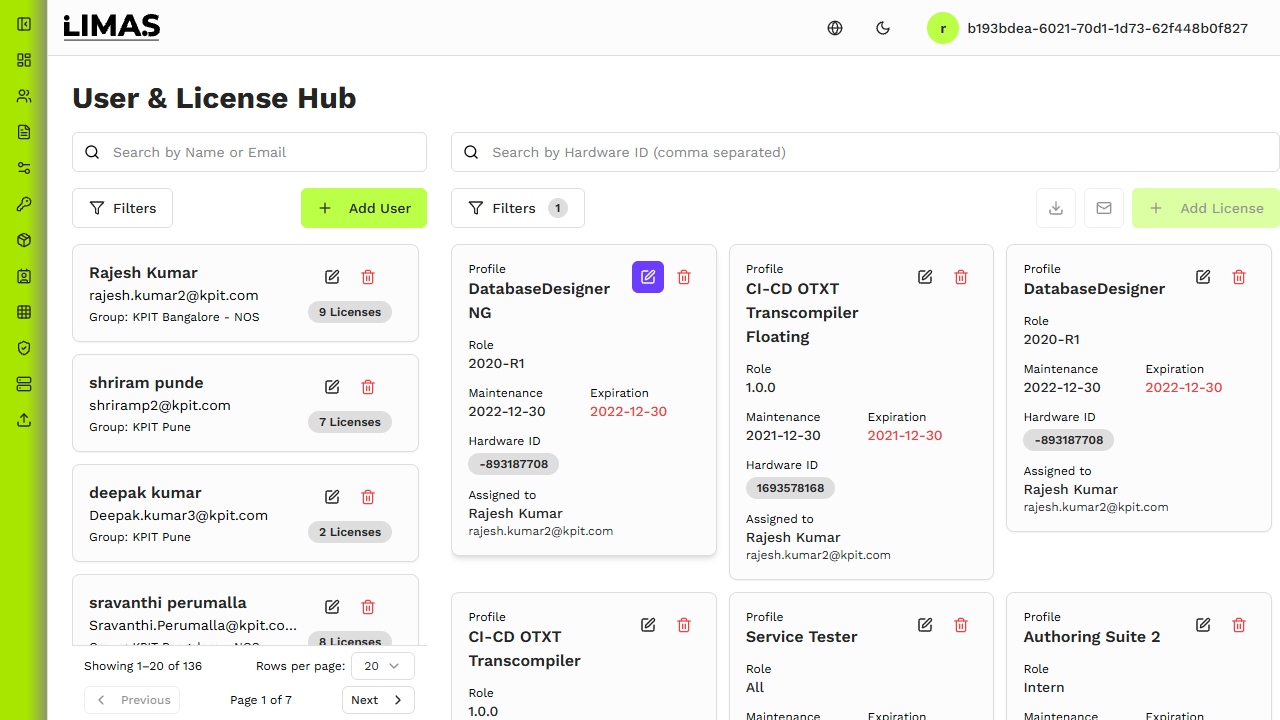 LIMAS
r
b193bdea-6021-70d1-1d73-62f448b0f827
User & License Hub
Search by Name or Email
Search by Hardware ID (comma separated)
Filters
Add User
Filters
1
Add License
Rajesh Kumar
rajesh.kumar2@kpit.com
Group: KPIT Bangalore - NOS
9 Licenses
shriram punde
shriramp2@kpit.com
Group: KPIT Pune
7 Licenses
deepak kumar
Deepak.kumar3@kpit.com
Group: KPIT Pune
2 Licenses
sravanthi perumalla
Sravanthi.Perumalla@kpit.co...
8 Licenses
Showing 1–20 of 136
Rows per page:
20
Previous
Page 1 of 7
Next
Profile
DatabaseDesigner
NG
Role
2020-R1
Maintenance
2022-12-30
Expiration
2022-12-30
Hardware ID
-893187708
Assigned to
Rajesh Kumar
rajesh.kumar2@kpit.com
Profile
CI-CD OTXT
Transcompiler
Floating
Role
1.0.0
Maintenance
2021-12-30
Expiration
2021-12-30
Hardware ID
1693578168
Assigned to
Rajesh Kumar
rajesh.kumar2@kpit.com
Profile
DatabaseDesigner
Role
2020-R1
Maintenance
2022-12-30
Expiration
2022-12-30
Hardware ID
-893187708
Assigned to
Rajesh Kumar
rajesh.kumar2@kpit.com
Profile
CI-CD OTXT
Transcompiler
Role
1.0.0
Profile
Service Tester
Role
All
Maintenance
Expiration
Profile
Authoring Suite 2
Role
Intern
Maintenance
Expiration